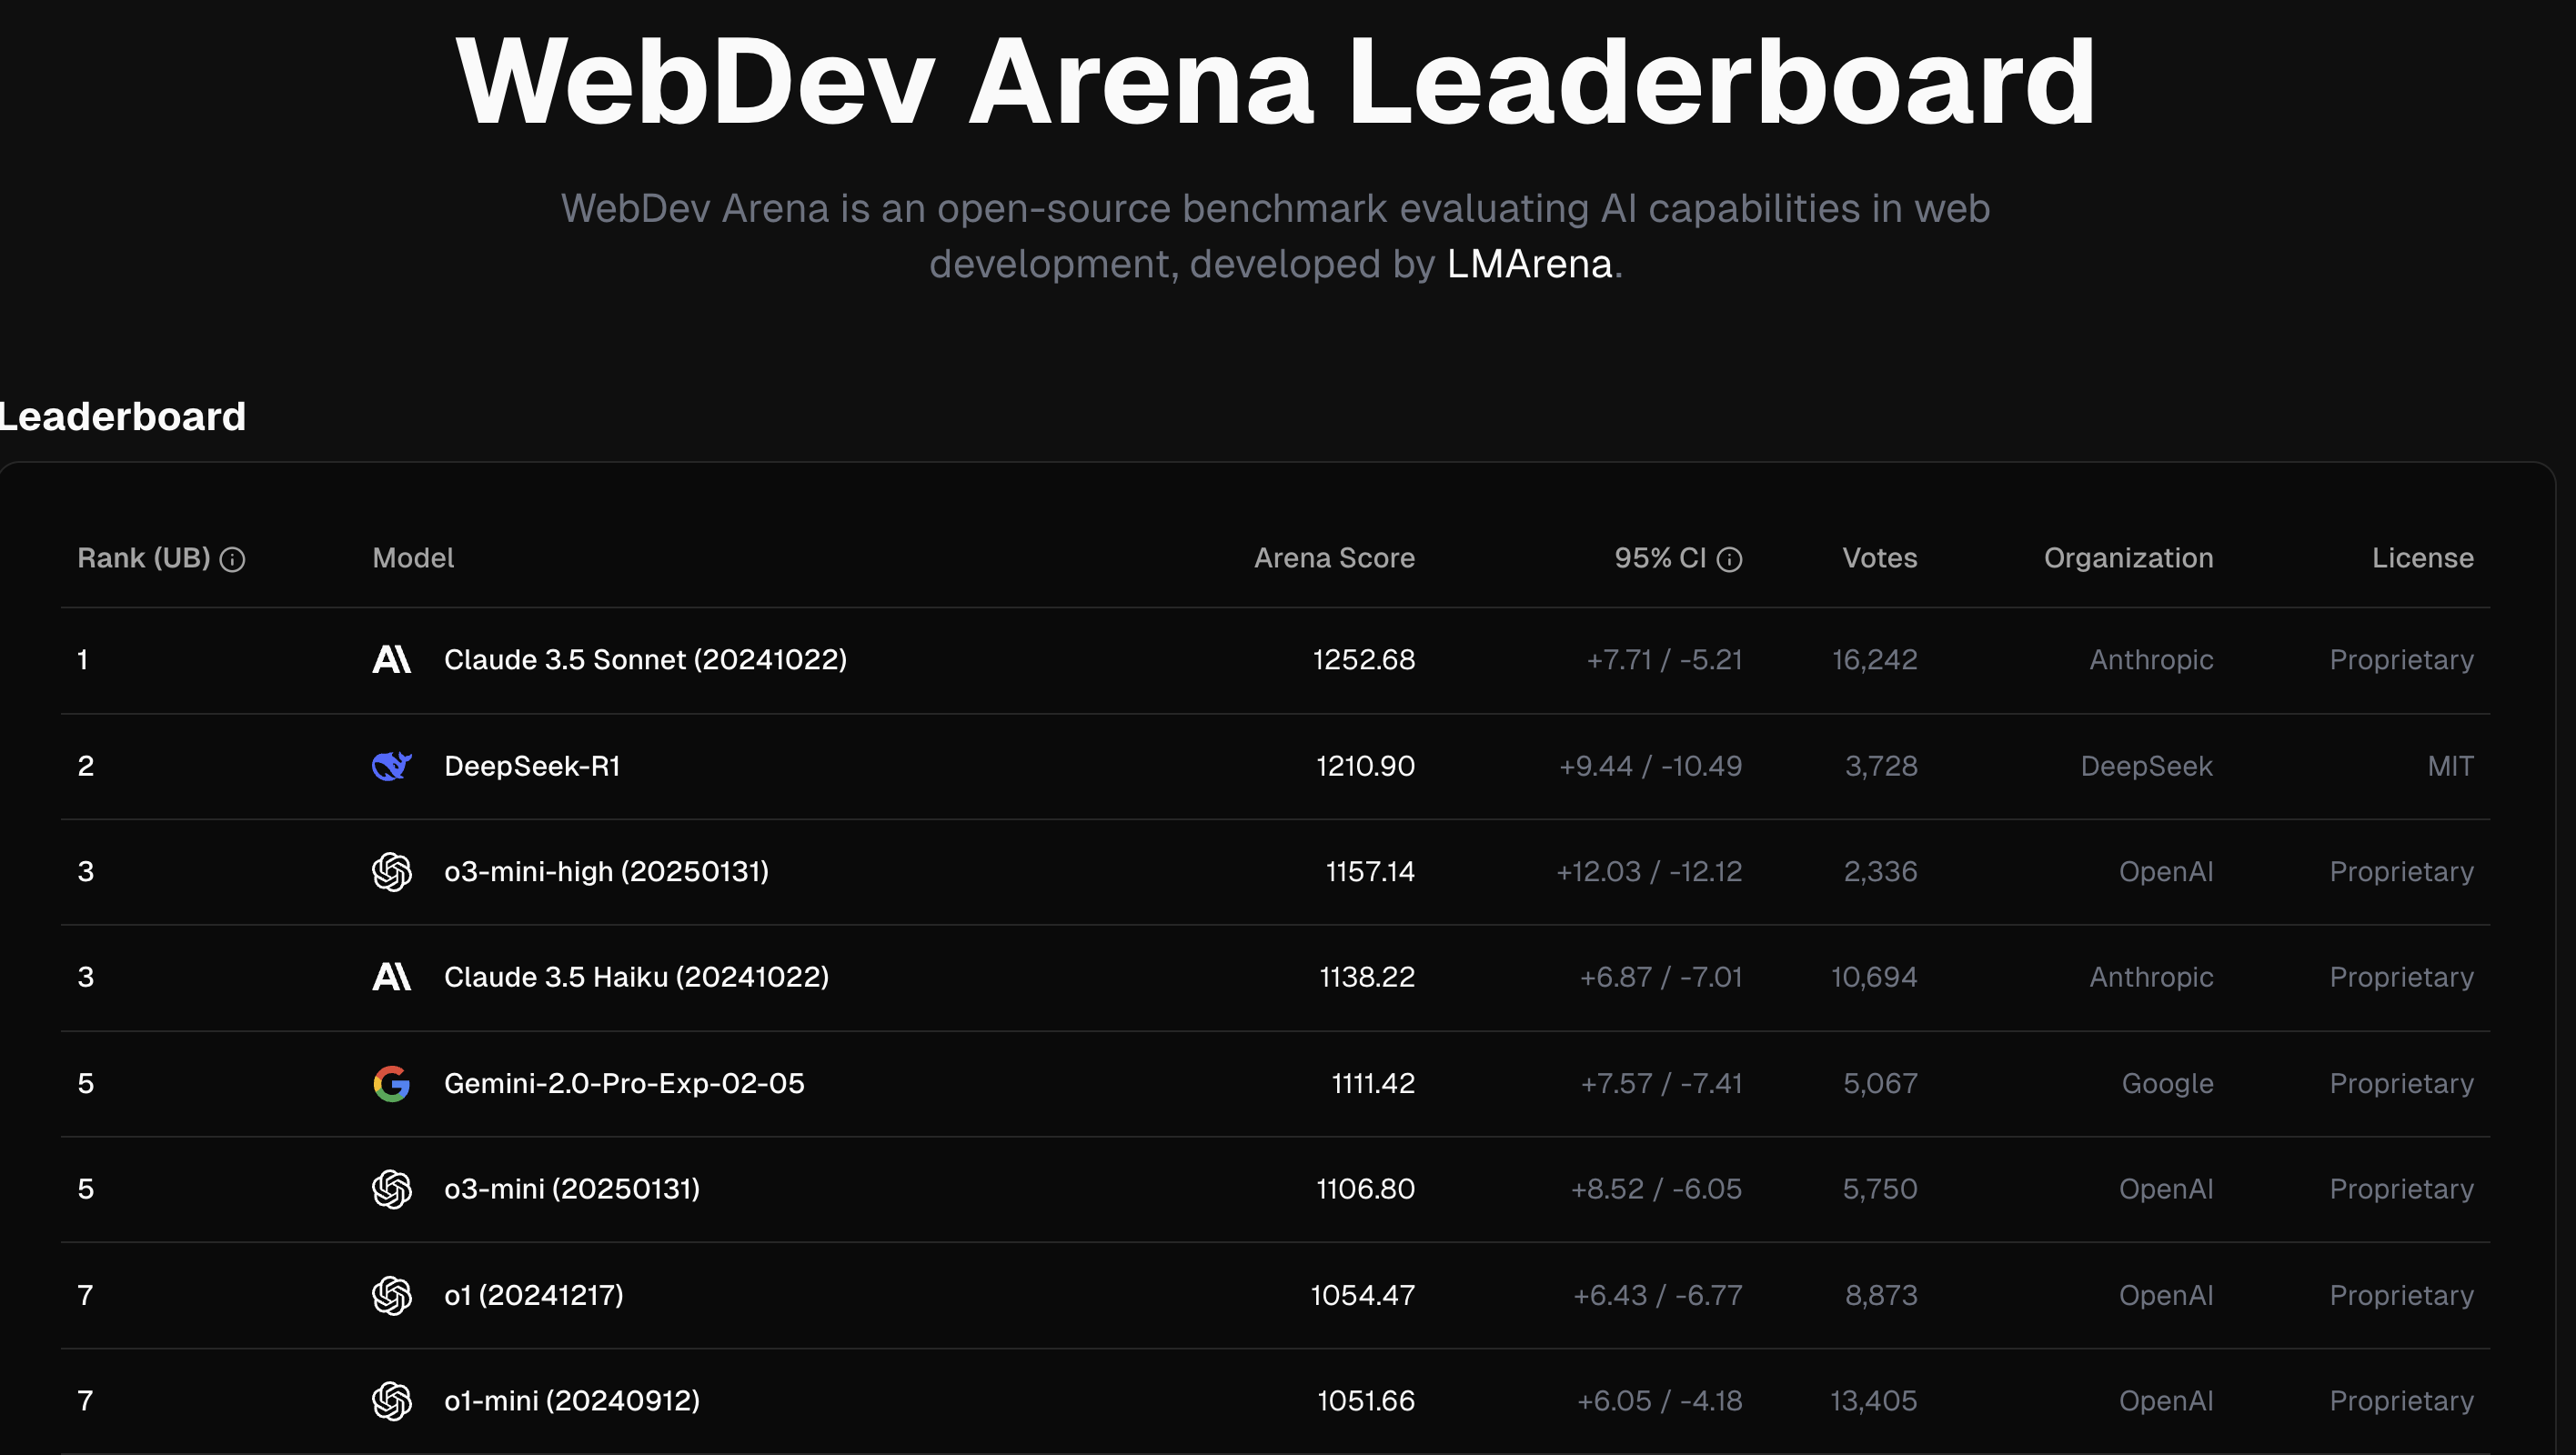 WebDev Arena Leaderboard
WebDev Arena is an open-source benchmark evaluating AI capabilities in web
development, developed by LMArena.
Leaderboard
Rank (UB) Model Arena Score 95% CI Votes Organization License
1 Claude 3.5 Sonnet (20241022) 1252.68 +7.71 / -5.21 16,242 Anthropic Proprietary
2 DeepSeek-R1 1210.90 +9.44 / -10.49 3,728 DeepSeek MIT
3 o3-mini-high (20250131) 1157.14 +12.03 / -12.12 2,336 OpenAI Proprietary
3 Claude 3.5 Haiku (20241022) 1138.22 +6.87 / -7.01 10,694 Anthropic Proprietary
5 Gemini-2.0-Pro-Exp-02-05 1111.42 +7.57 / -7.41 5,067 Google Proprietary
5 o3-mini (20250131) 1106.80 +8.52 / -6.05 5,750 OpenAI Proprietary
7 o1 (20241217) 1054.47 +6.43 / -6.77 8,873 OpenAI Proprietary
7 o1-mini (20240912) 1051.66 +6.05 / -4.18 13,405 OpenAI Proprietary